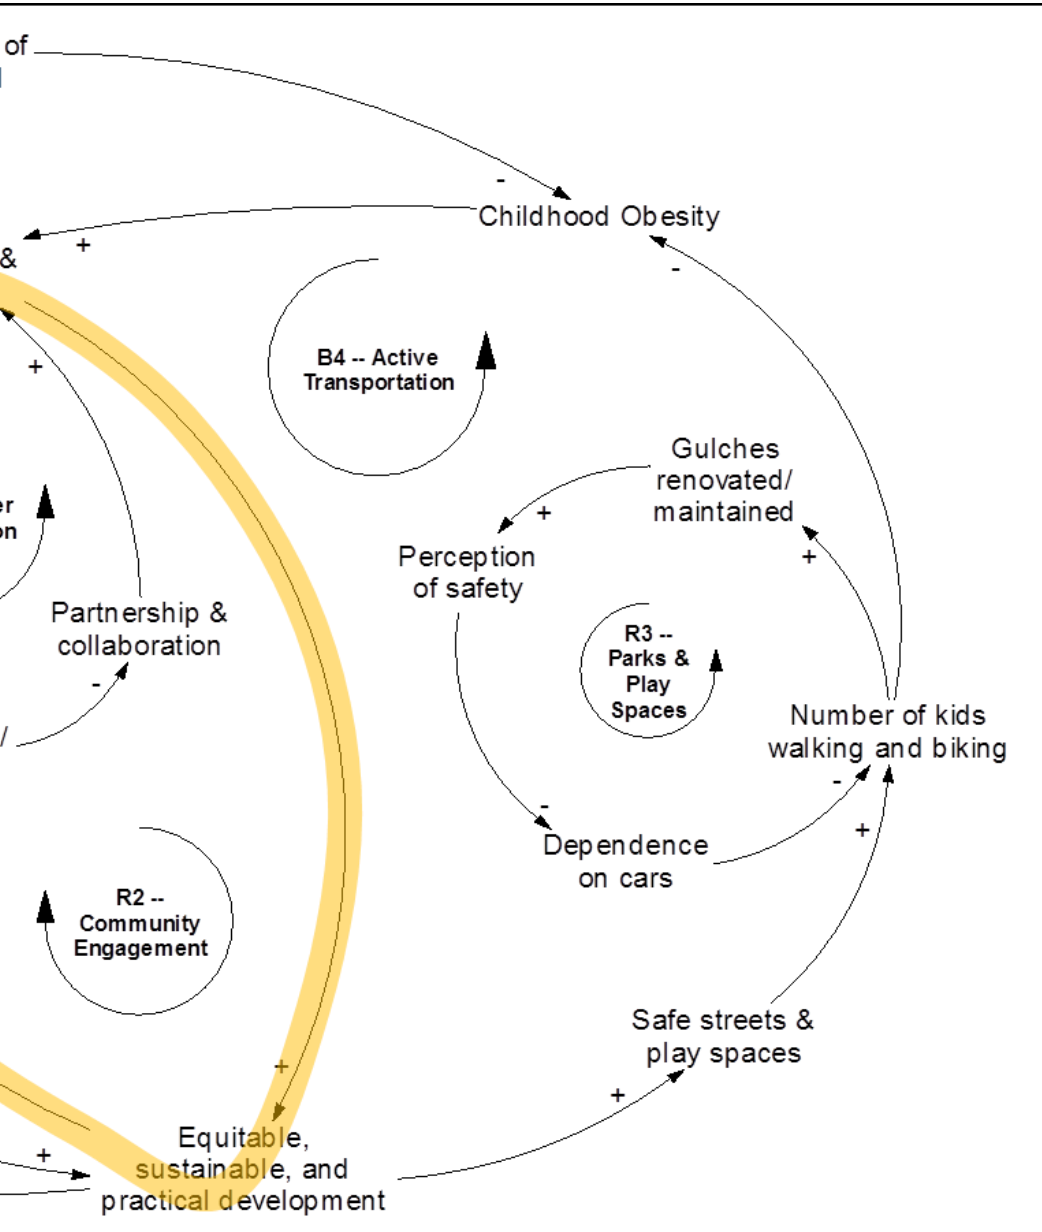 of
-
Childhood Obesity
+
&
-
+
B4 -- Active
Transportation
Gulches
renovated/
maintained
+
+
Perception
of safety
er
on
Partnership &
collaboration
R3 --
Parks &
Play
Spaces
-
/
Number of kids
walking and biking
-
-
Dependence
on cars
+
R2 --
Community
Engagement
Safe streets &
play spaces
+
+
Equitable,
sustainable, and
practical development
+